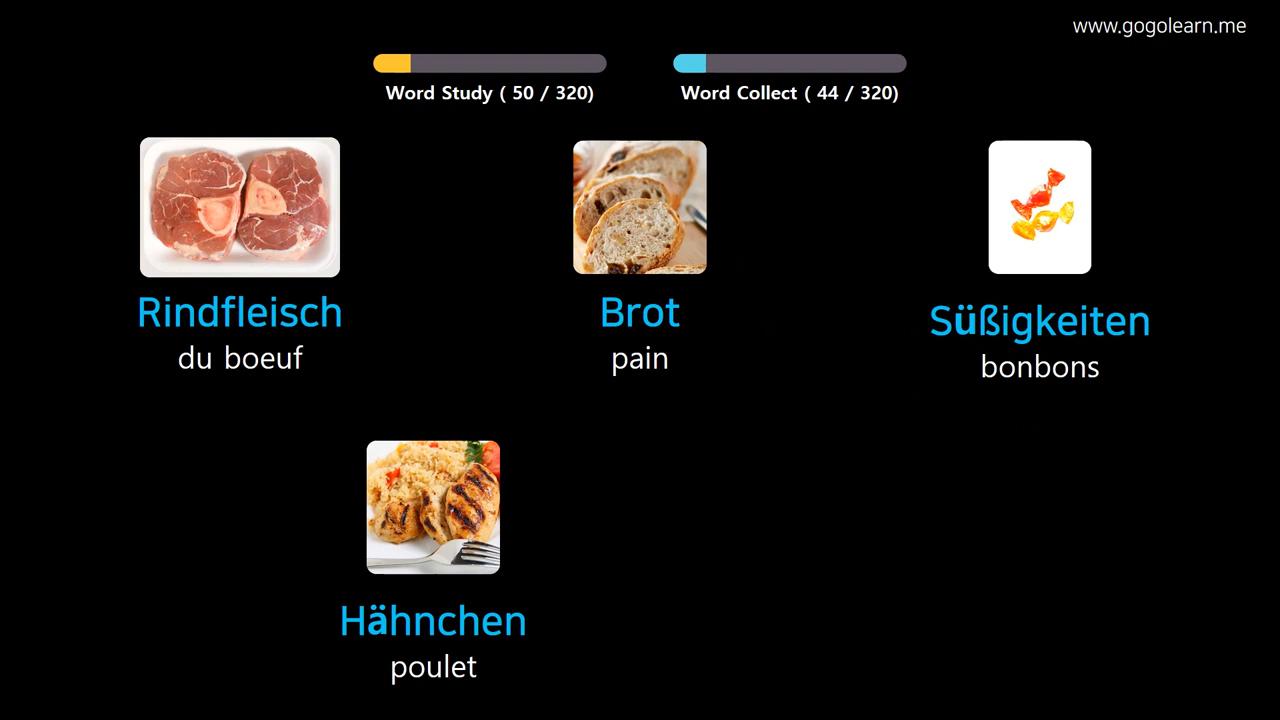 www.gogolearn.me
Word Study ( 50 / 320)
Word Collect ( 44 / 320)
Rindfleisch
du boeuf
Brot
pain
Süßigkeiten
bonbons
Hähnchen
poulet